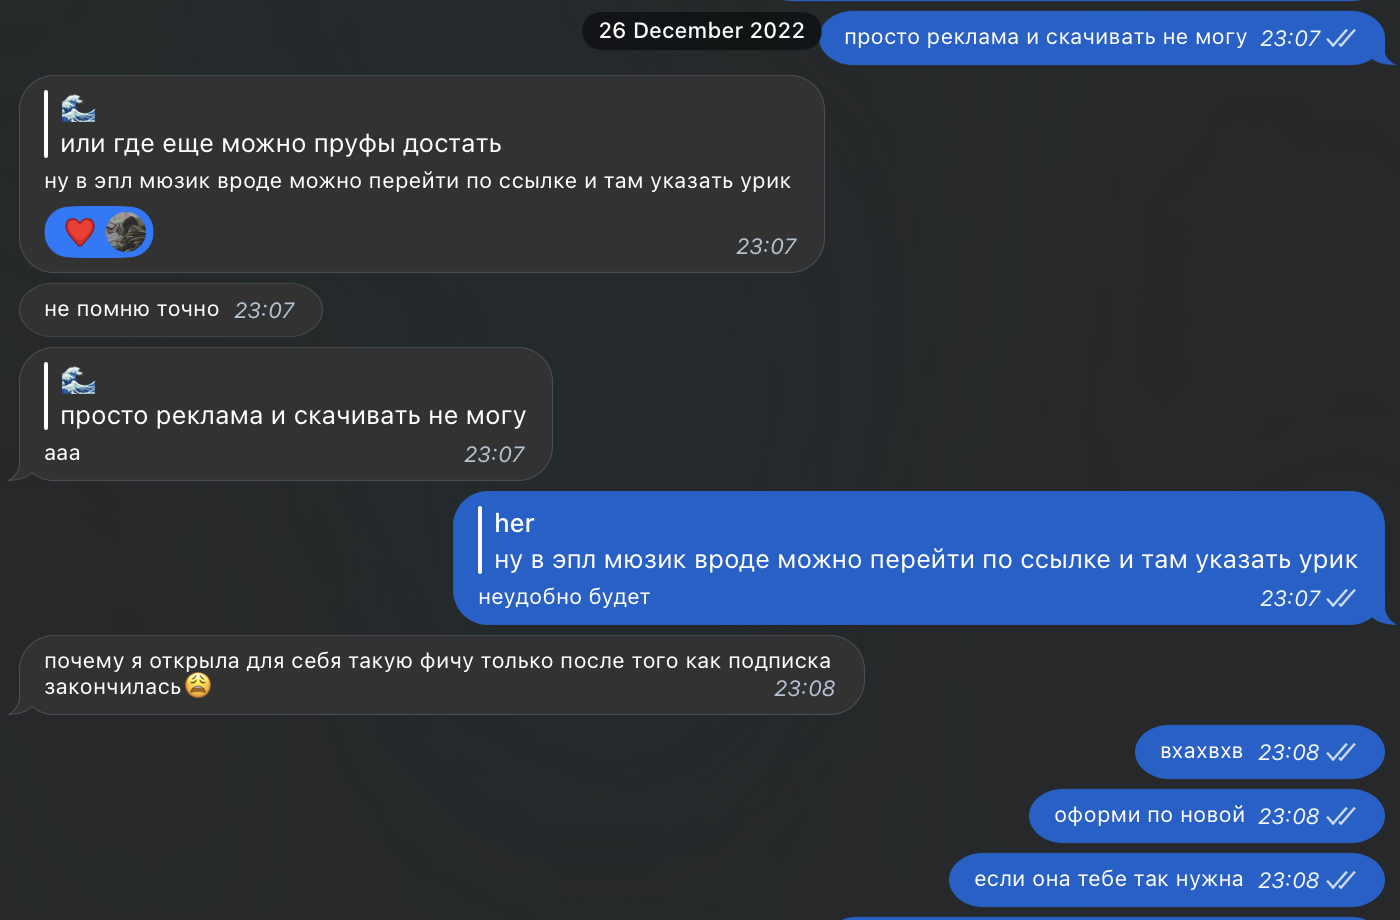 26 December 2022
просто реклама и скачивать не могу 23:07
🌊
или где еще можно пруфы достать
ну в эпл мюзик вроде можно перейти по ссылке и там указать урик
❤️
23:07
не помню точно 23:07
🌊
просто реклама и скачивать не могу
ааа 23:07
her
ну в эпл мюзик вроде можно перейти по ссылке и там указать урик
неудобно будет 23:07
почему я открыла для себя такую фичу только после того как подписка
закончилась😩 23:08
вхахвхв 23:08
оформи по новой 23:08
если она тебе так нужна 23:08